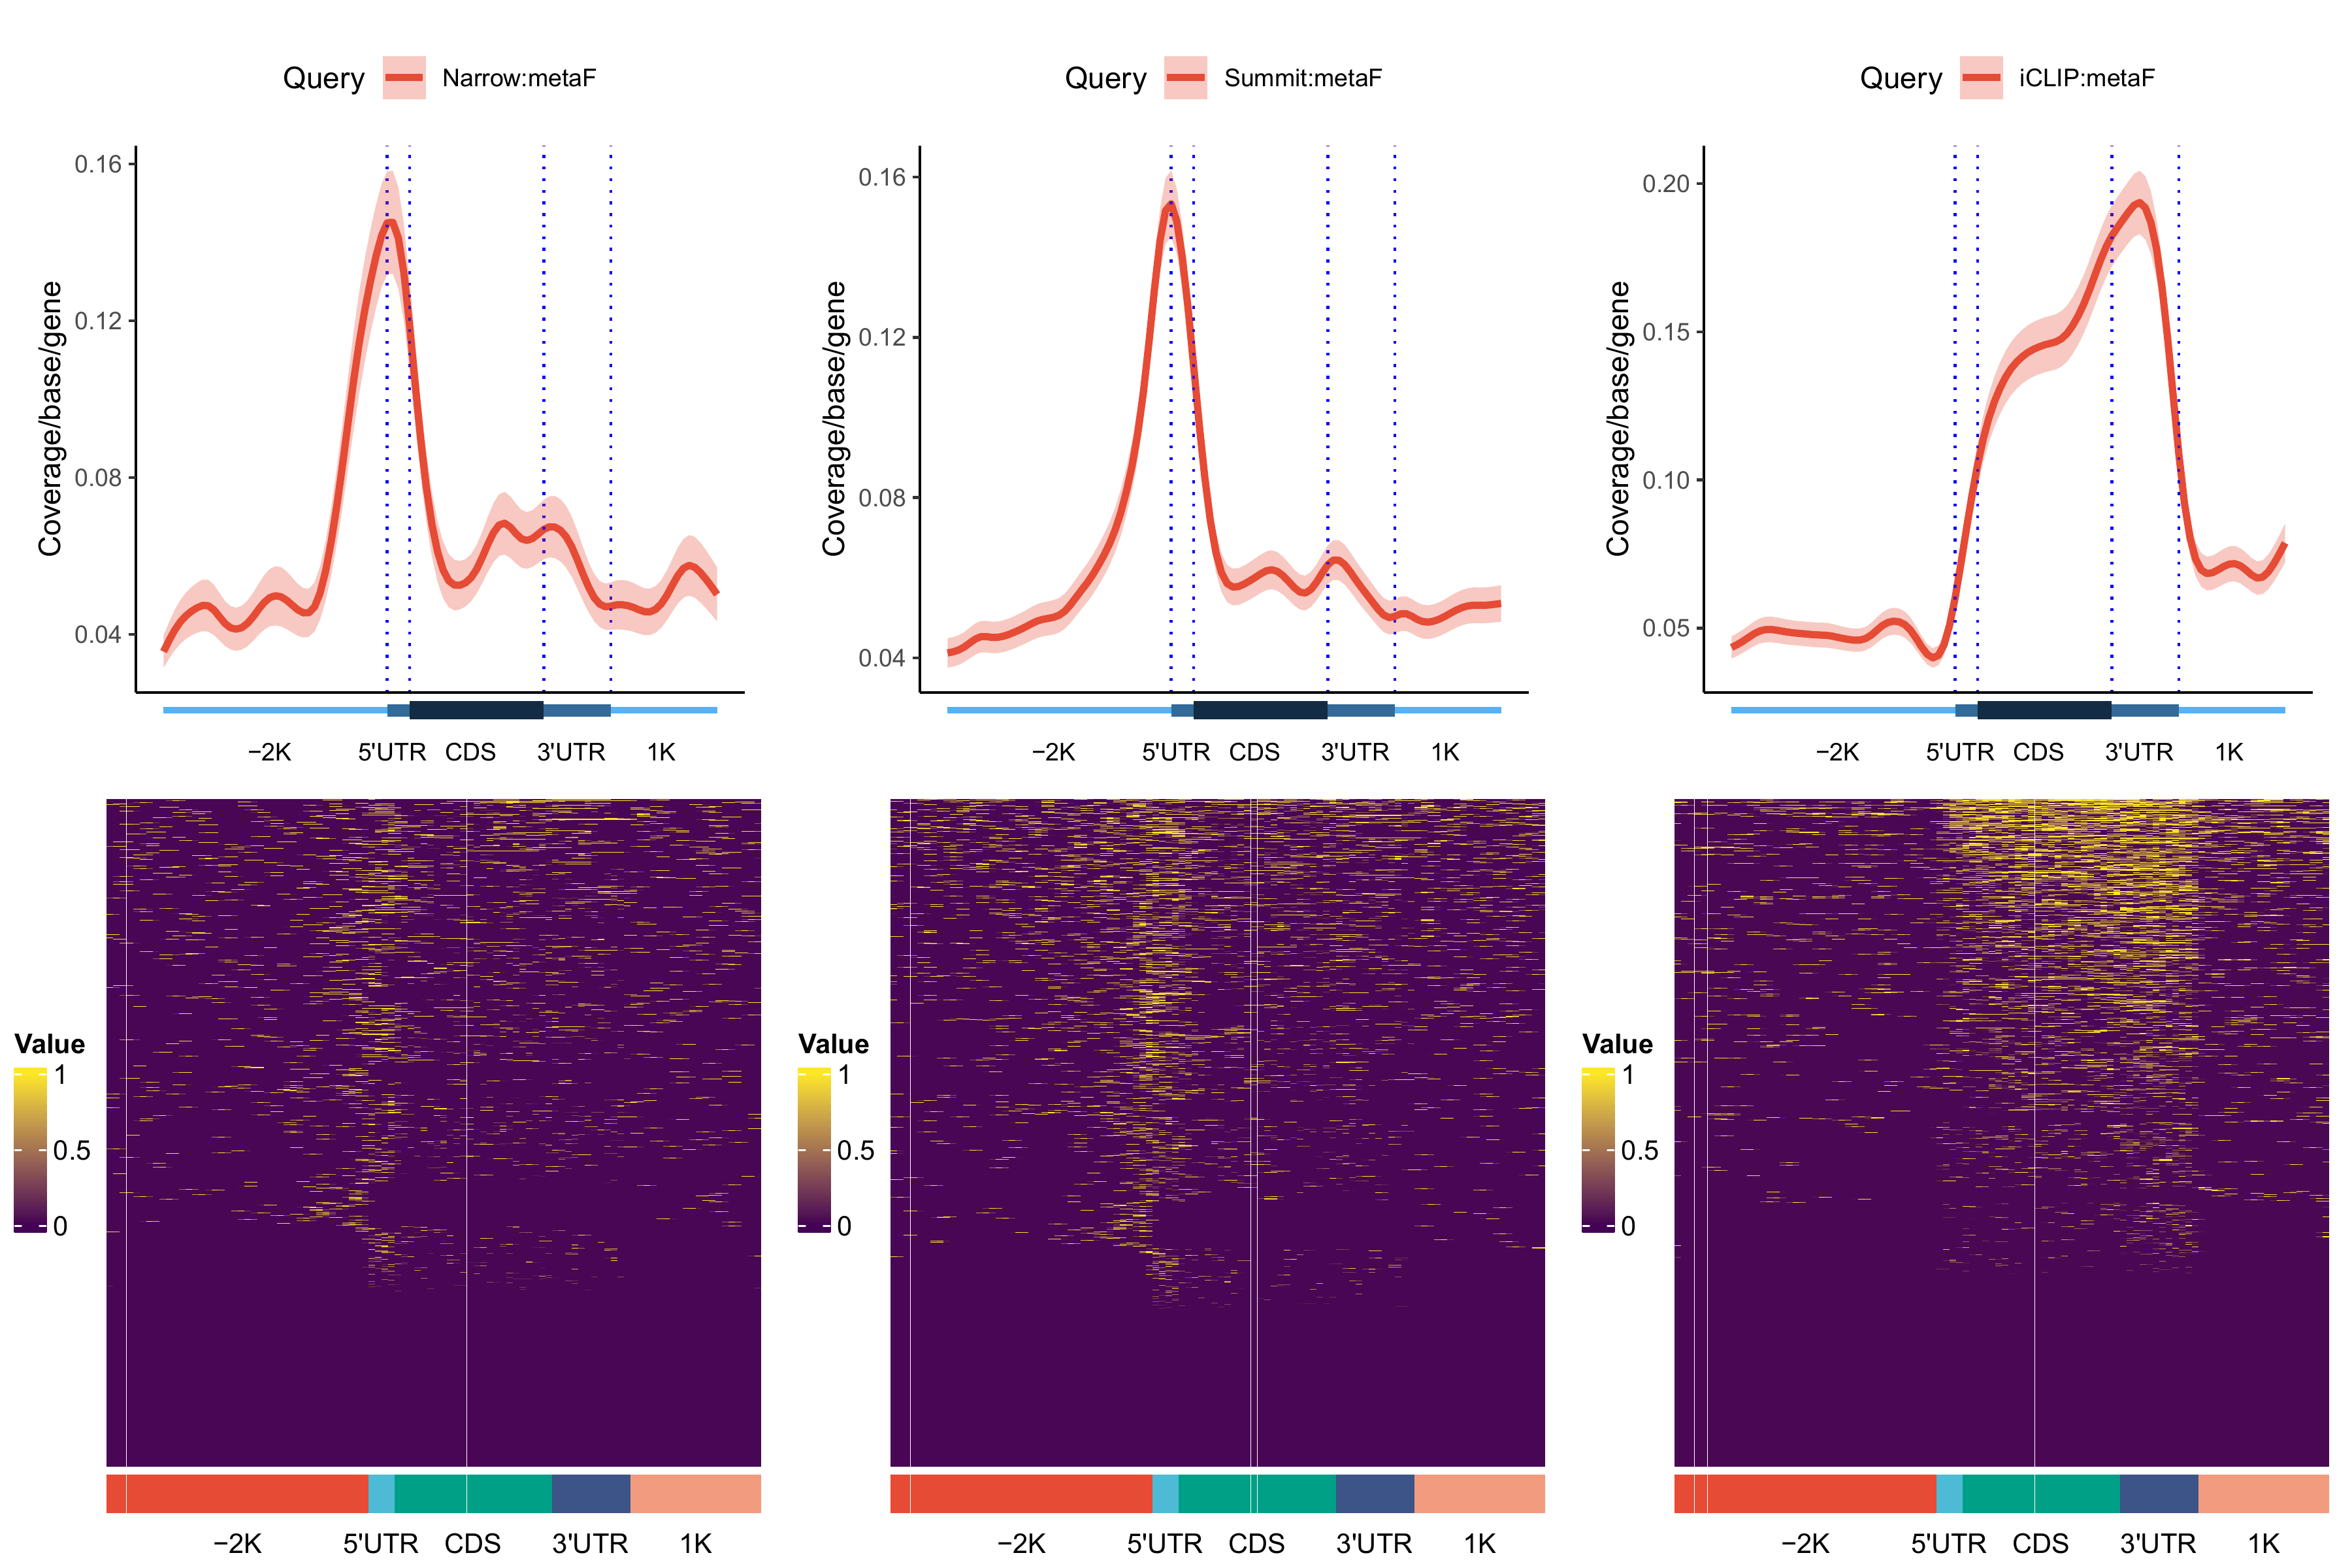 Query Narrow:metaF
Query Summit:metaF
Query iCLIP:metaF
Coverage/base/gene
0.16
0.12
0.08
0.04
−2K 5'UTR CDS 3'UTR 1K
Coverage/base/gene
0.16
0.12
0.08
0.04
−2K 5'UTR CDS 3'UTR 1K
Coverage/base/gene
0.20
0.15
0.10
0.05
−2K 5'UTR CDS 3'UTR 1K
Value
1
0.5
0
−2K 5'UTR CDS 3'UTR 1K
Value
1
0.5
0
−2K 5'UTR CDS 3'UTR 1K
Value
1
0.5
0
−2K 5'UTR CDS 3'UTR 1K